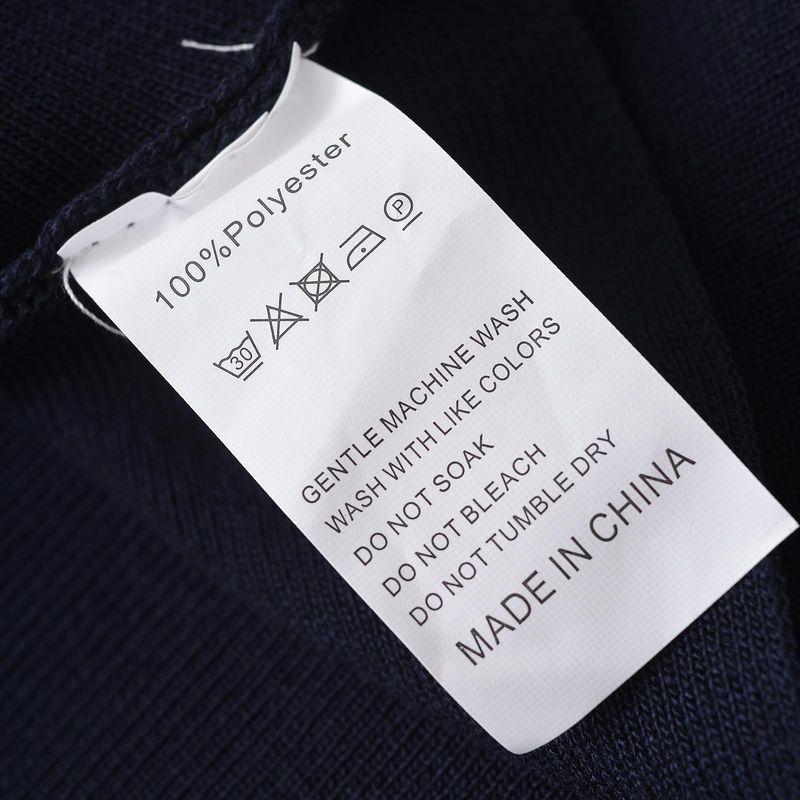 100%Polyester
30 P
GENTLE MACHINE WASH
WASH WITH LIKE COLORS
DO NOT SOAK
DO NOT BLEACH
DO NOT TUMBLE DRY
MADE IN CHINA